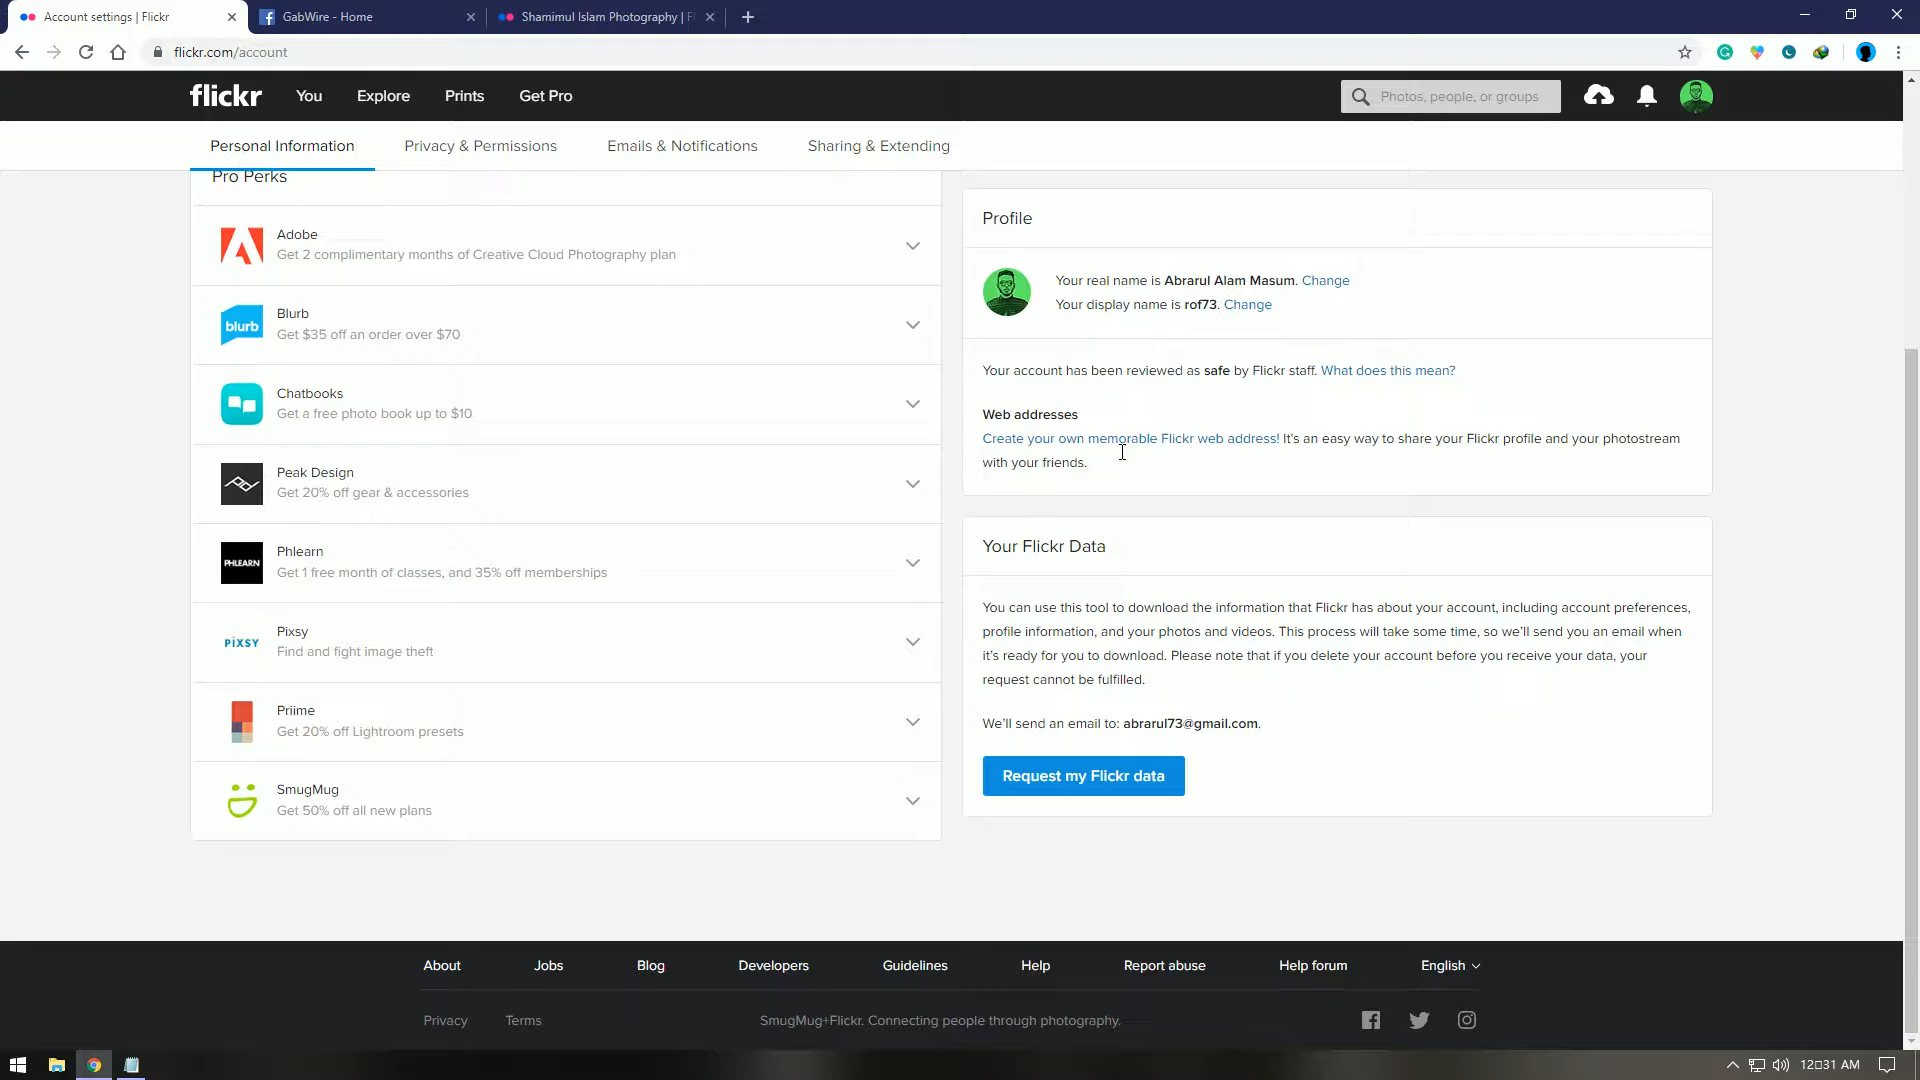 Account settings | Flickr
GabWire - Home
Shamimul Islam Photography | Fl
flickr.com/account
flickr
You
Explore
Prints
Get Pro
Photos, people, or groups
Personal Information
Privacy & Permissions
Emails & Notifications
Sharing & Extending
Pro Perks
Adobe
Get 2 complimentary months of Creative Cloud Photography plan
blurb
Blurb
Get $35 off an order over $70
Chatbooks
Get a free photo book up to $10
Peak Design
Get 20% off gear & accessories
PHLEARN
Phlearn
Get 1 free month of classes, and 35% off memberships
PIXSY
Pixsy
Find and fight image theft
Priime
Get 20% off Lightroom presets
SmugMug
Get 50% off all new plans
Profile
Your real name is Abrarul Alam Masum. Change
Your display name is rof73. Change
Your account has been reviewed as safe by Flickr staff. What does this mean?
Web addresses
Create your own memorable Flickr web address! It's an easy way to share your Flickr profile and your photostream
with your friends.
Your Flickr Data
You can use this tool to download the information that Flickr has about your account, including account preferences,
profile information, and your photos and videos. This process will take some time, so we'll send you an email when
it's ready for you to download. Please note that if you delete your account before you receive your data, your
request cannot be fulfilled.
We'll send an email to: abrarul73@gmail.com.
Request my Flickr data
About
Jobs
Blog
Developers
Guidelines
Help
Report abuse
Help forum
English
Privacy
Terms
SmugMug+Flickr. Connecting people through photography.
12▯31 AM